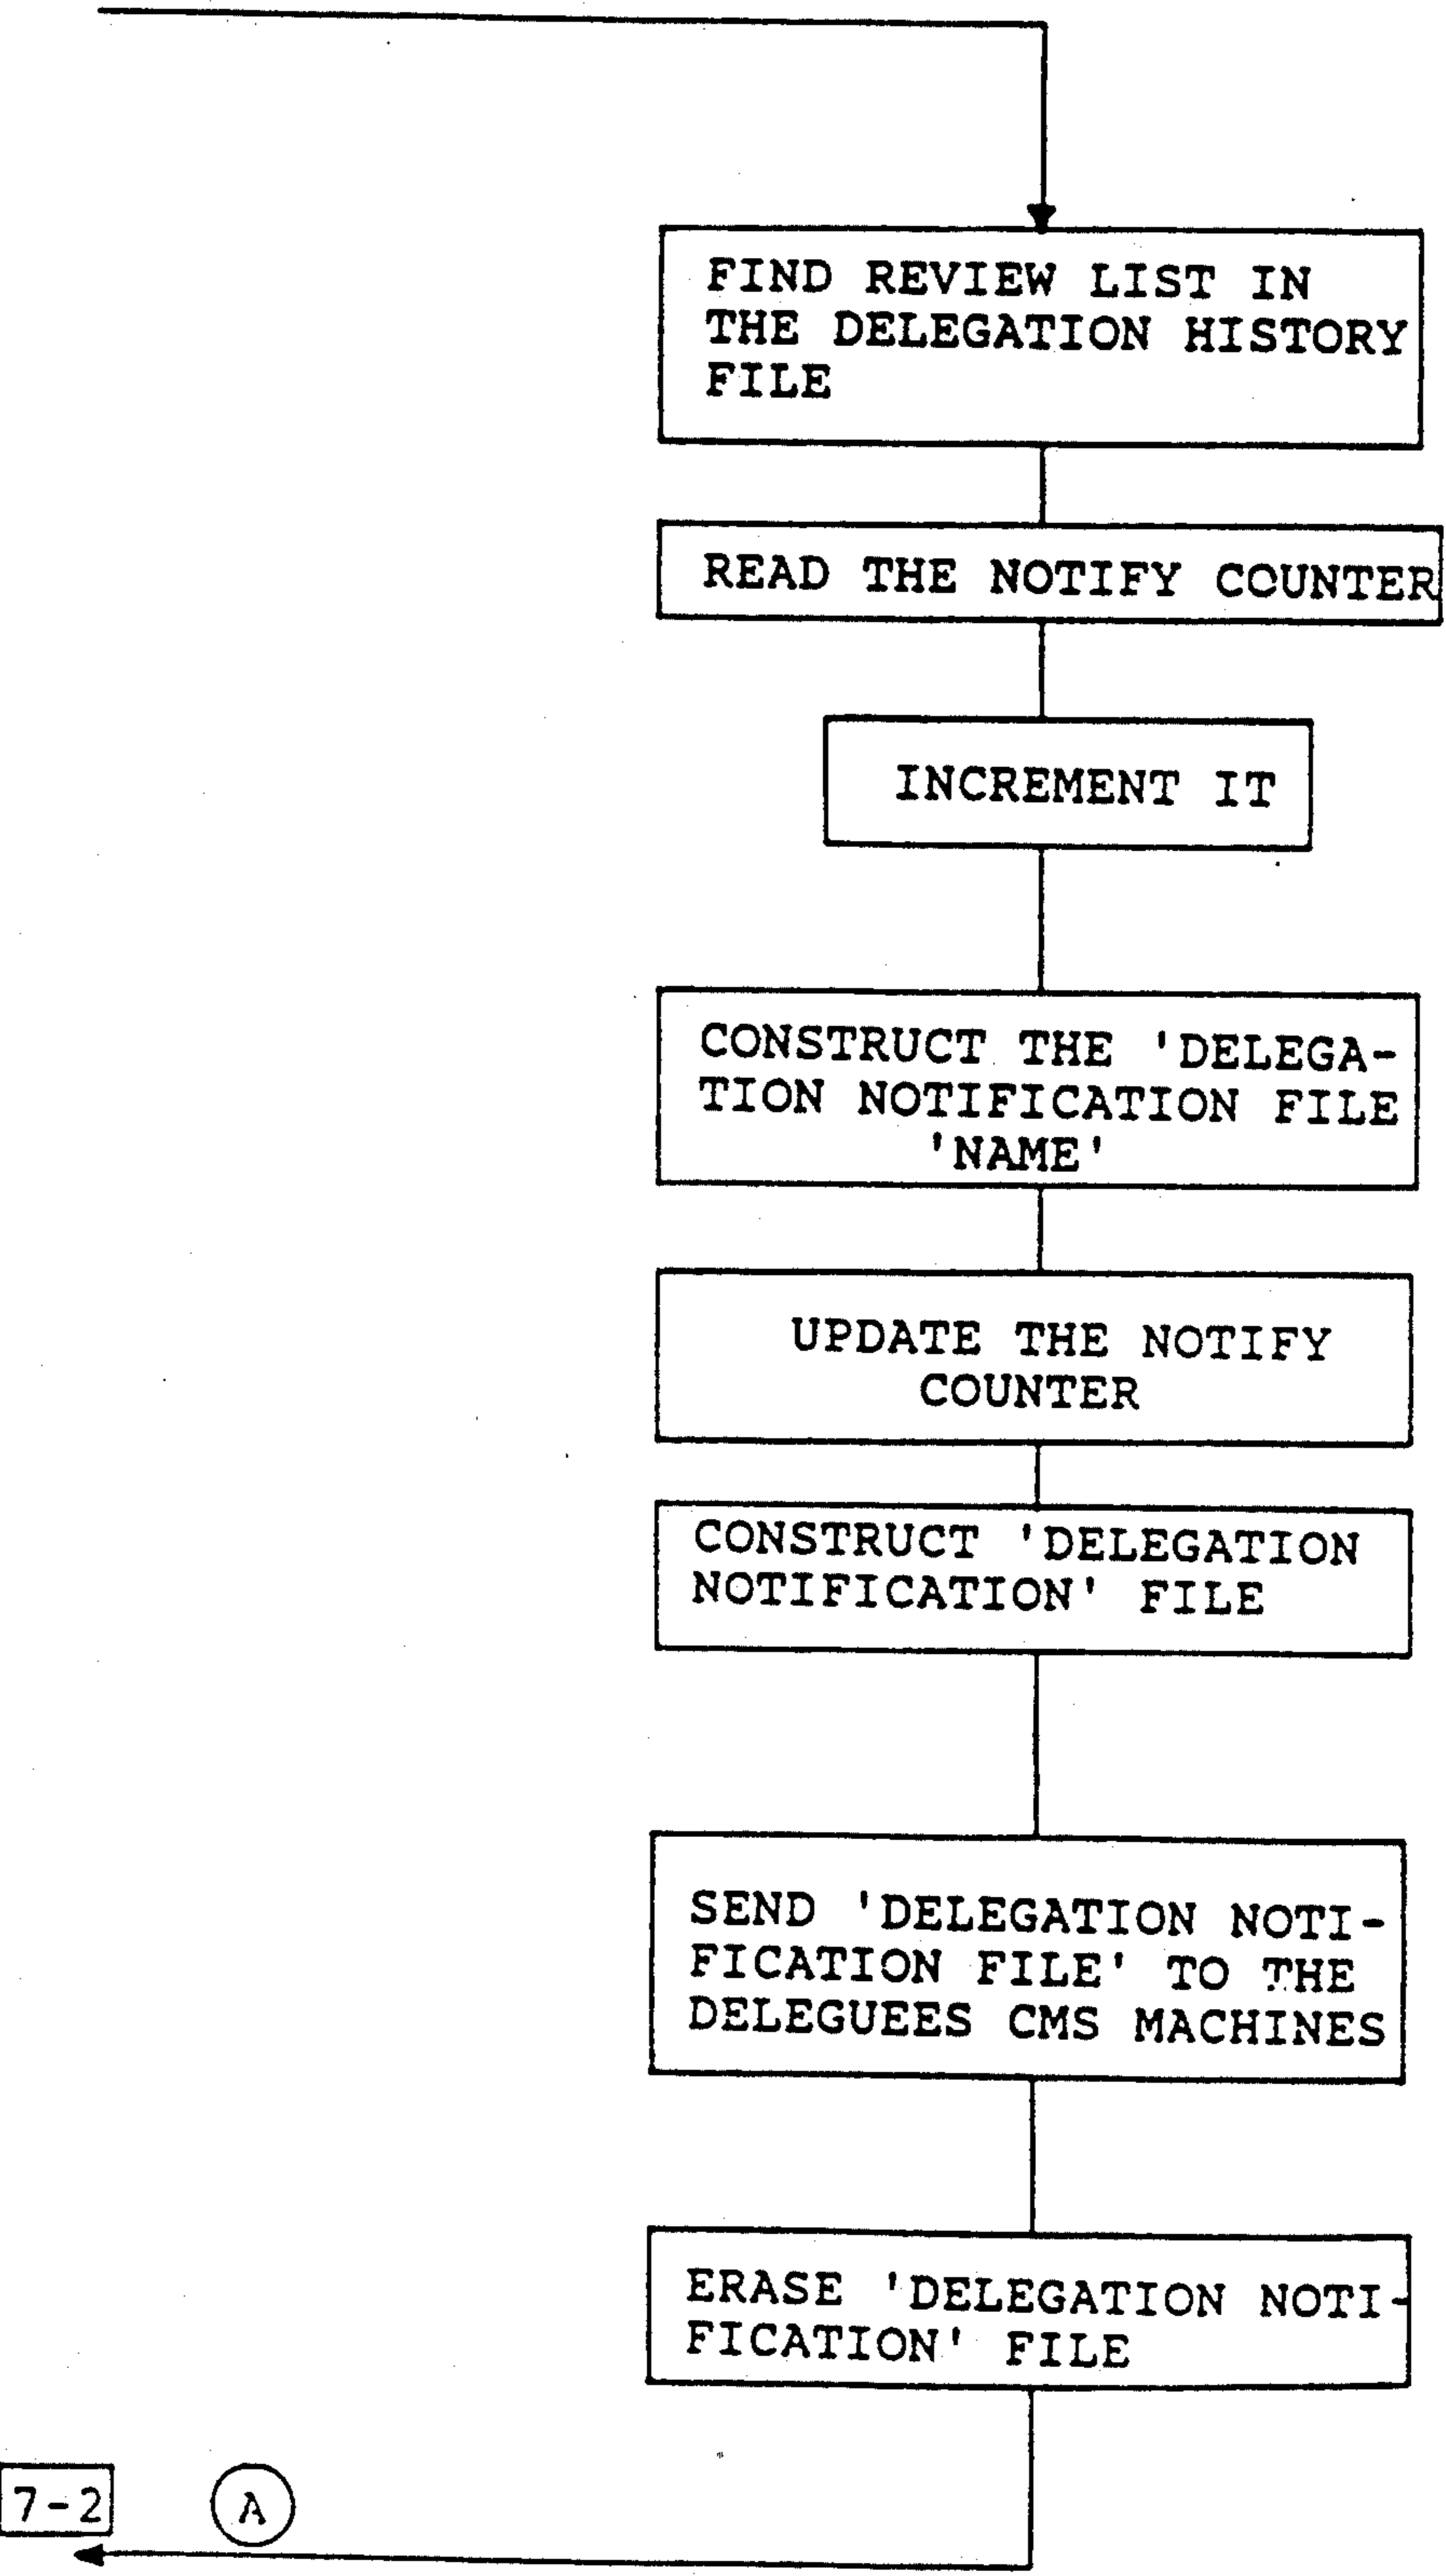 FIND REVIEW LIST IN
THE DELEGATION HISTORY
FILE
READ THE NOTIFY COUNTER
INCREMENT IT
CONSTRUCT THE 'DELEGA-
TION NOTIFICATION FILE
'NAME'
UPDATE THE NOTIFY
COUNTER
CONSTRUCT 'DELEGATION
NOTIFICATION' FILE
SEND 'DELEGATION NOTI-
FICATION FILE' TO THE
DELEGUEES CMS MACHINES
ERASE 'DELEGATION NOTI-
FICATION' FILE
7-2
A